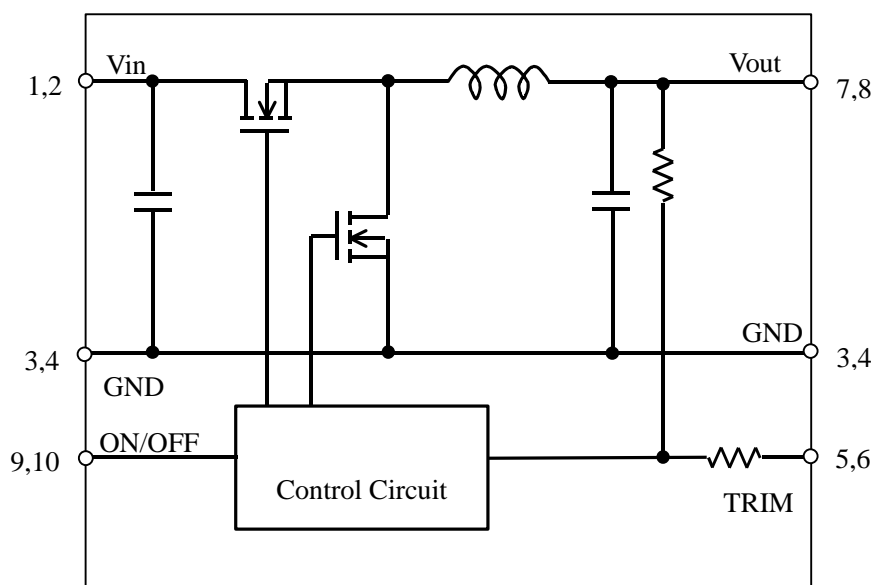 Vin
Vout
1,2
7,8
GND
3,4
GND
3,4
ON/OFF
9,10
5,6
Control Circuit
TRIM